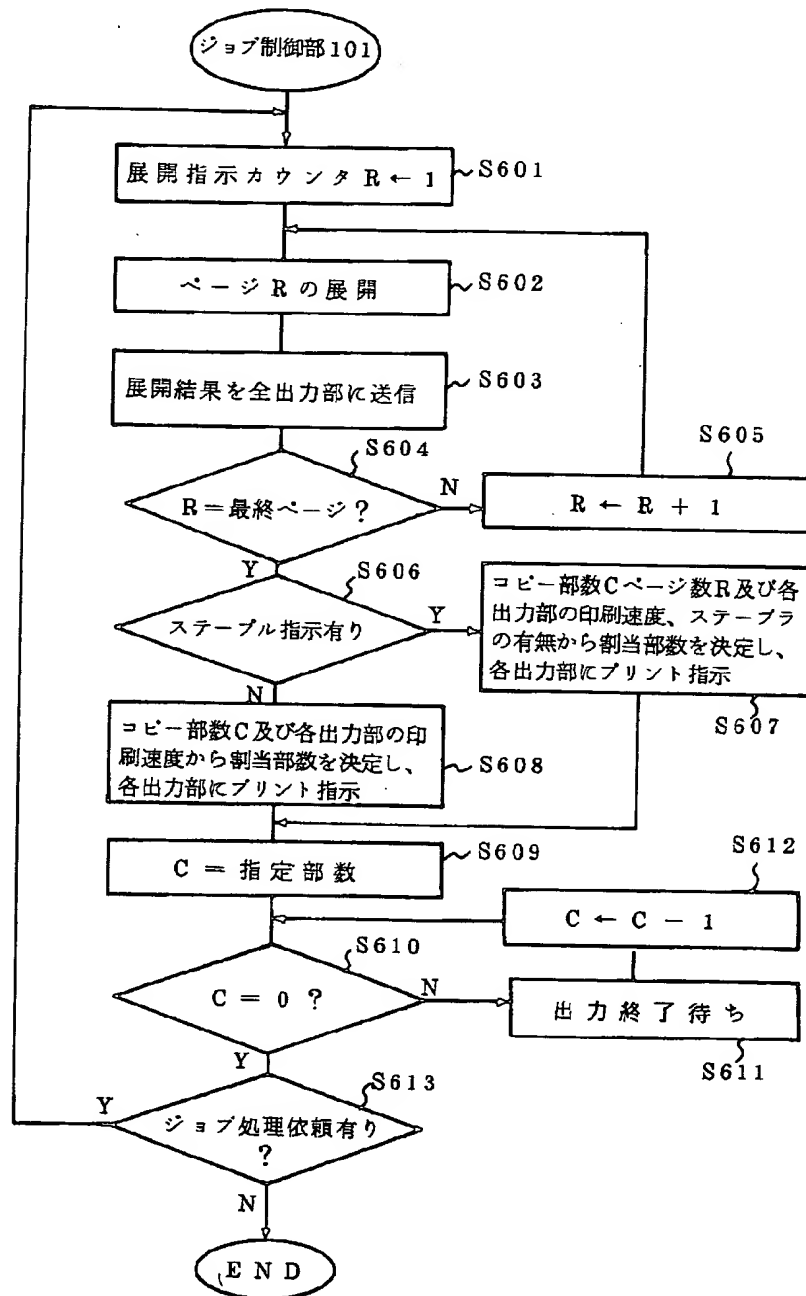 ジョブ制御部101
展開指示カウンタR←1
S601
ページRの展開
S602
展開結果を全出力部に送信
S603
S604
R=最終ページ?
N
S605
R←R+1
Y
S606
ステープル指示有り
Y
コピー部数Cページ数R及び各
出力部の印刷速度、ステープラ
の有無から割当部数を決定し、
各出力部にプリント指示
S607
N
コピー部数C及び各出力部の印
刷速度から割当部数を決定し、
各出力部にプリント指示
S608
C=指定部数
S609
S612
C←C-1
S610
C=0?
N
出力終了待ち
S611
Y
S613
Y
ジョブ処理依頼有り
?
N
END